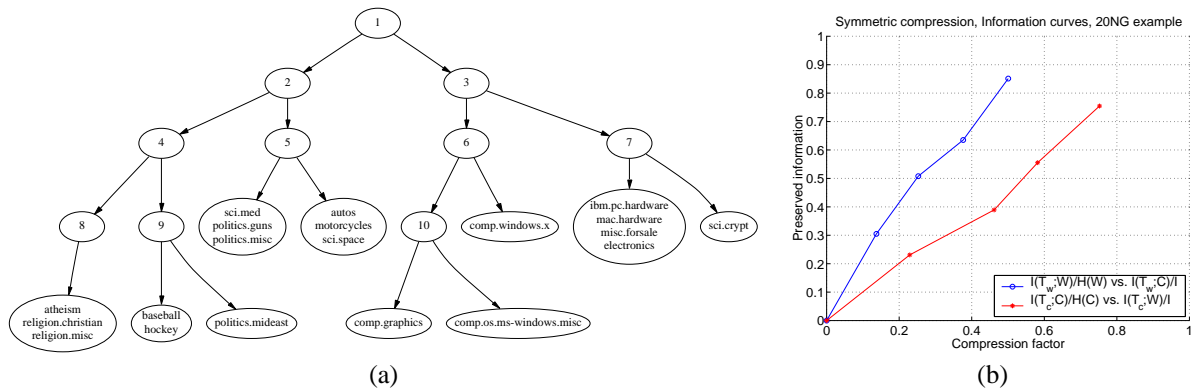 1
2
3
4
5
6
7
8
9
sci.med
politics.guns
politics.misc
autos
motorcycles
sci.space
10
comp.windows.x
ibm.pc.hardware
mac.hardware
misc.forsale
electronics
sci.crypt
atheism
religion.christian
religion.misc
baseball
hockey
politics.mideast
comp.graphics
comp.os.ms-windows.misc
(a)
Symmetric compression, Information curves, 20NG example
1
0.9
0.8
0.7
0.6
0.5
0.4
0.3
0.2
0.1
0
Preserved information
I(T_w;W)/H(W) vs. I(T_w;C)/I
I(T_c;C)/H(C) vs. I(T_c;W)/I
0 0.2 0.4 0.6 0.8 1
Compression factor
(b)